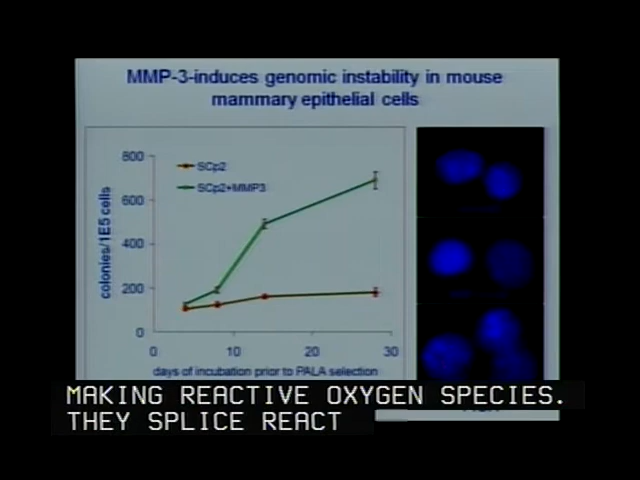 MMP-3-induces genomic instability in mouse
mammary epithelial cells
800
600
400
200
0
colonies/1E5 cells
SCp2
SCp2+MMP3
0 10 20 30
days of incubation prior to PALA selection
MAKING REACTIVE OXYGEN SPECIES.
THEY SPLICE REACT